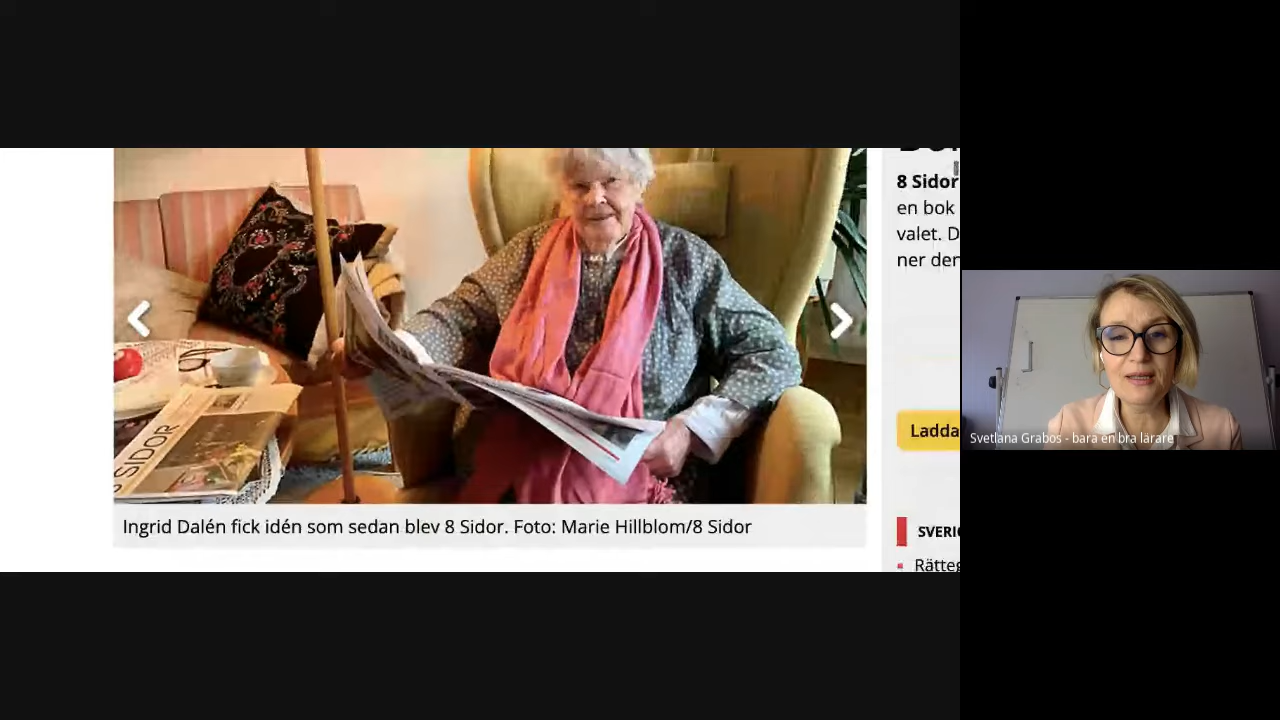 8 Sidor
en bok
valet. D
ner der
SIDOR
Ladda
Svetlana Grabos - bara en bra lärare
Ingrid Dalén fick idén som sedan blev 8 Sidor. Foto: Marie Hillblom/8 Sidor
SVERI
Rätteg